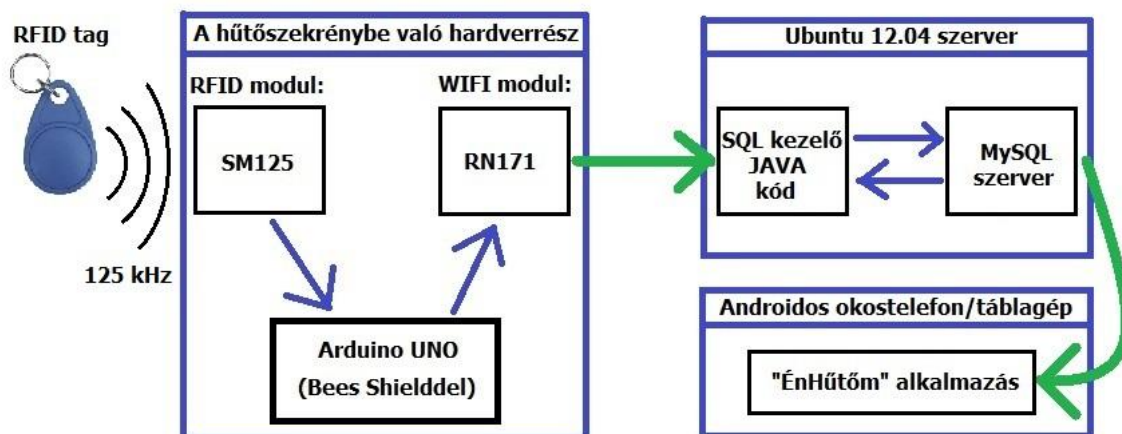 RFID tag
125 kHz
A hűtőszekrénybe való hardverrész
RFID modul:
WIFI modul:
SM125
RN171
Arduino UNO
(Bees Shielddel)
Ubuntu 12.04 szerver
SQL kezelő
JAVA
kód
MySQL
szerver
Androidos okostelefon/táblagép
"ÉnHűtőm" alkalmazás